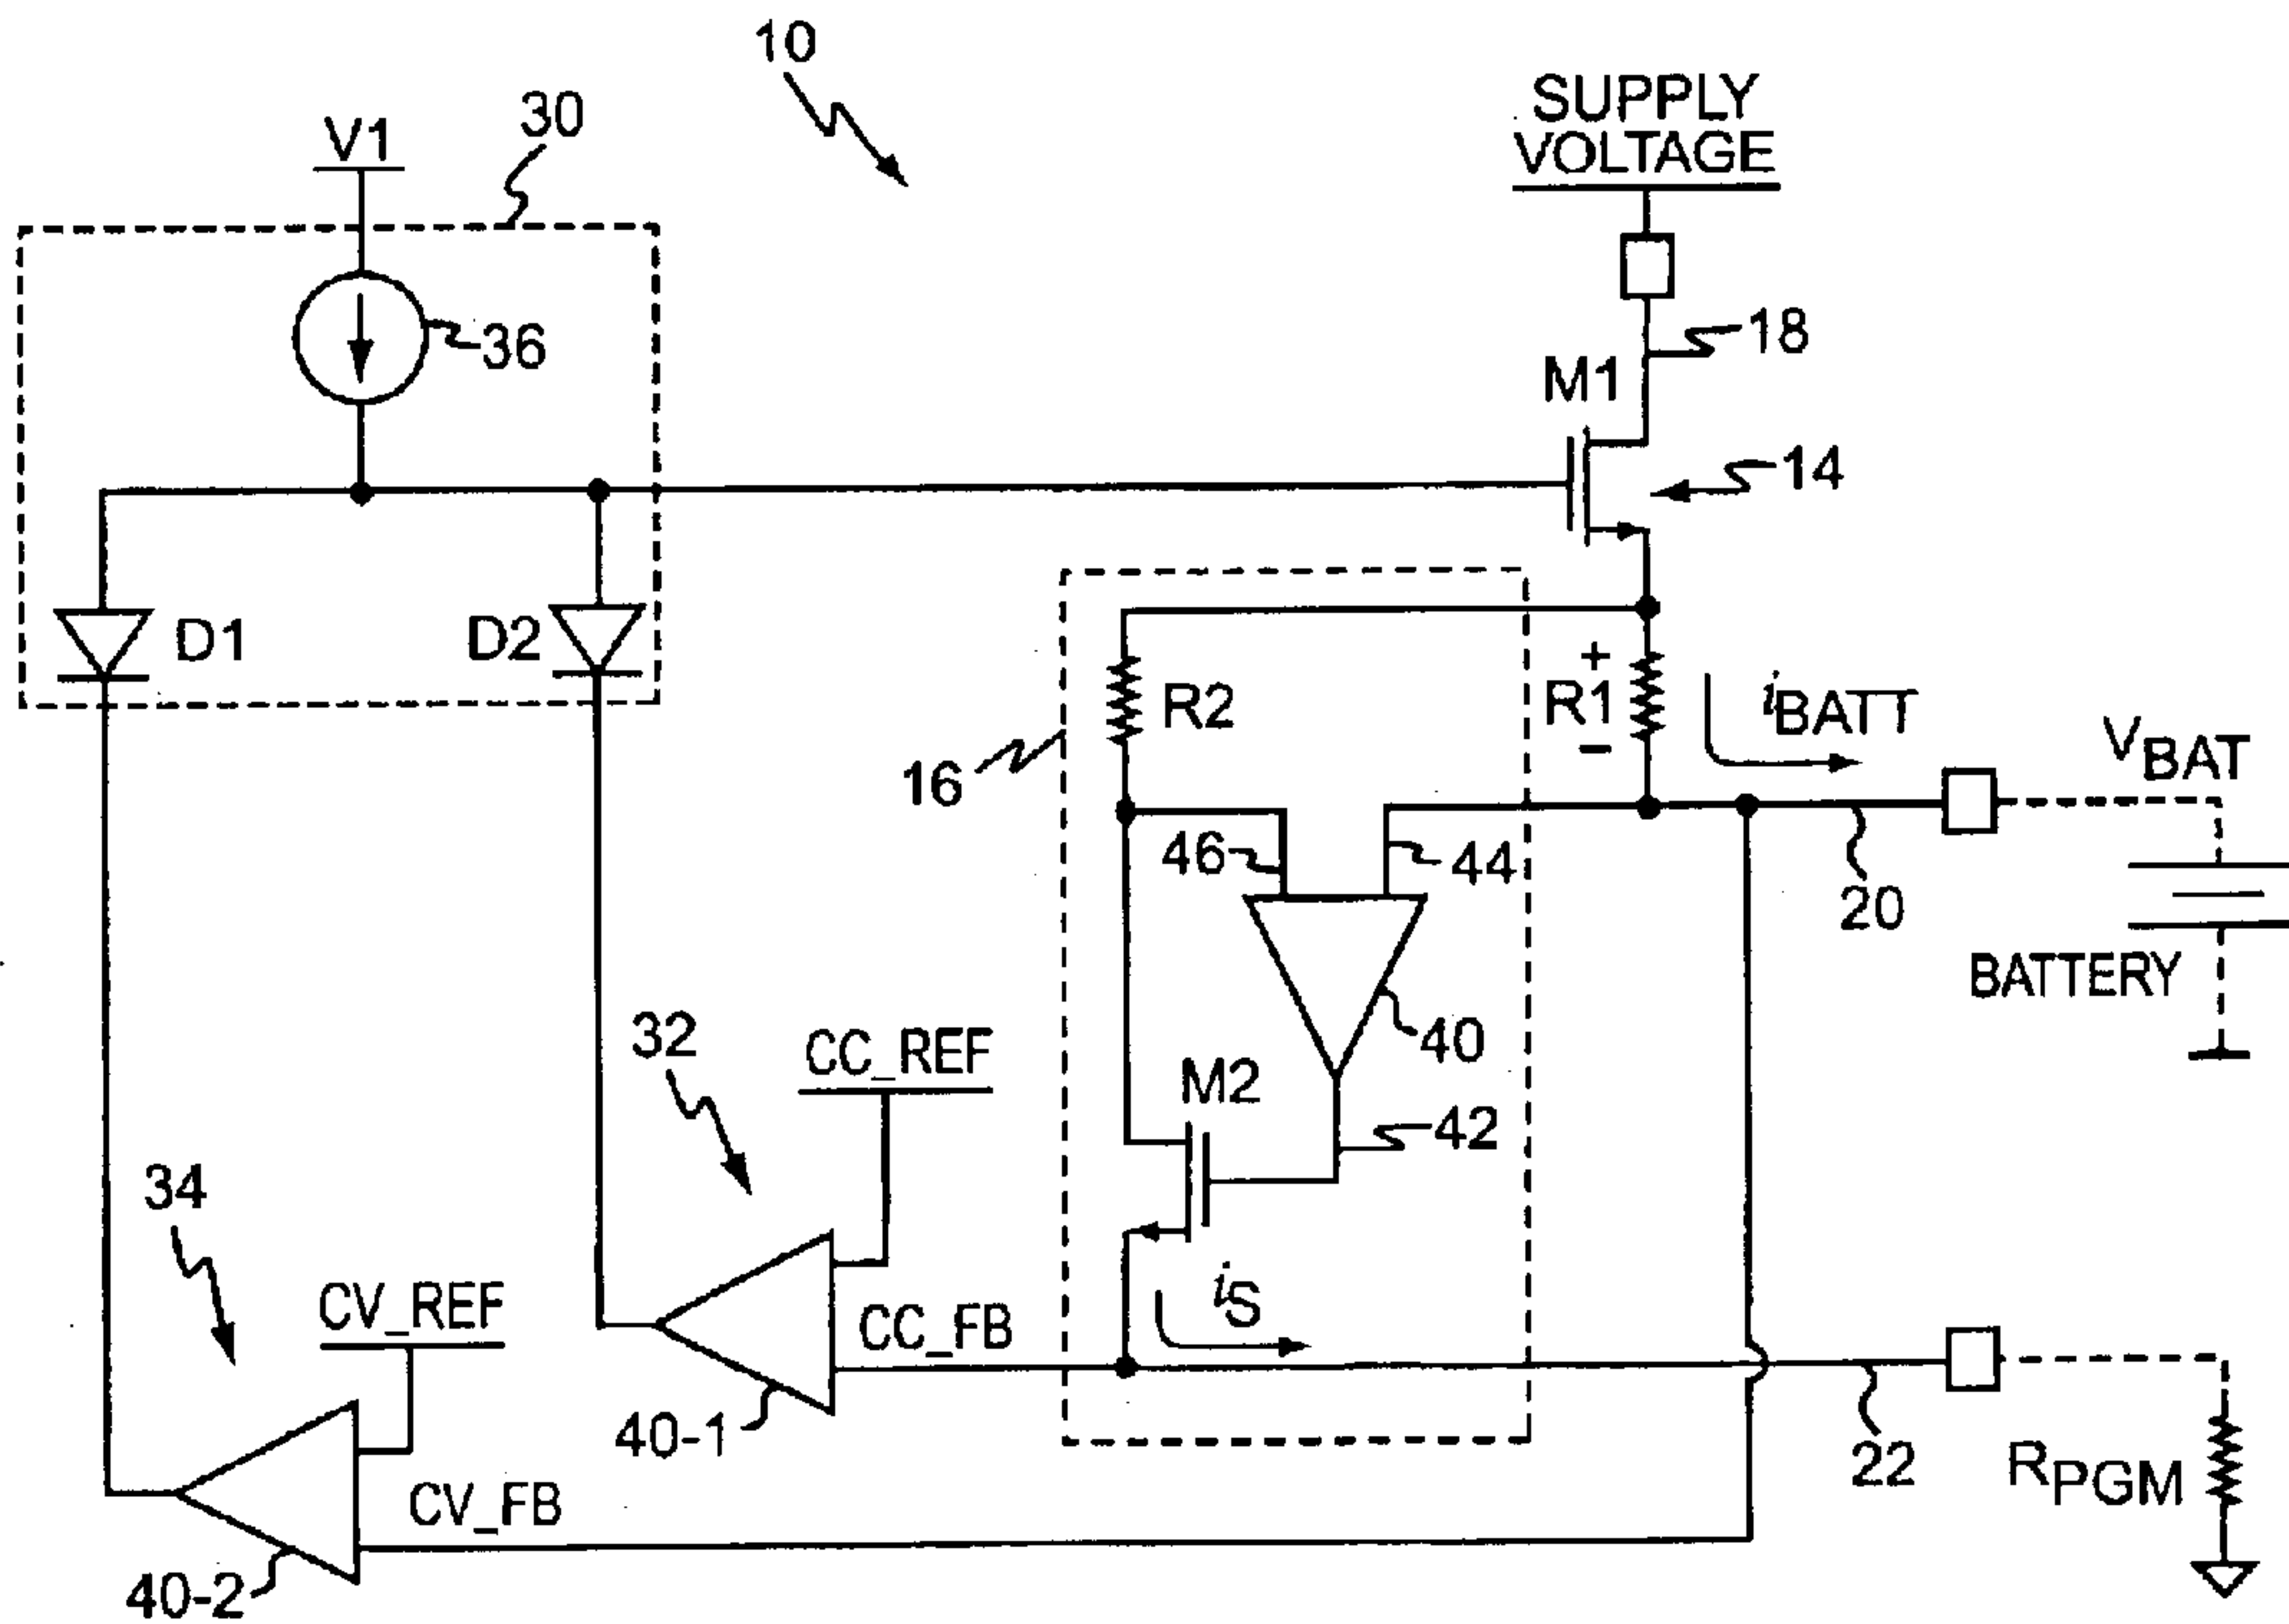 10
SUPPLY
VOLTAGE
V1
30
36
18
M1
14
D1
D2
R2
+
R1
−
iBATT
VBAT
16
46
44
20
BATTERY
40
32
CC_REF
M2
42
34
CV_REF
CC_FB
iS
40-1
22
RPGM
CV_FB
40-2